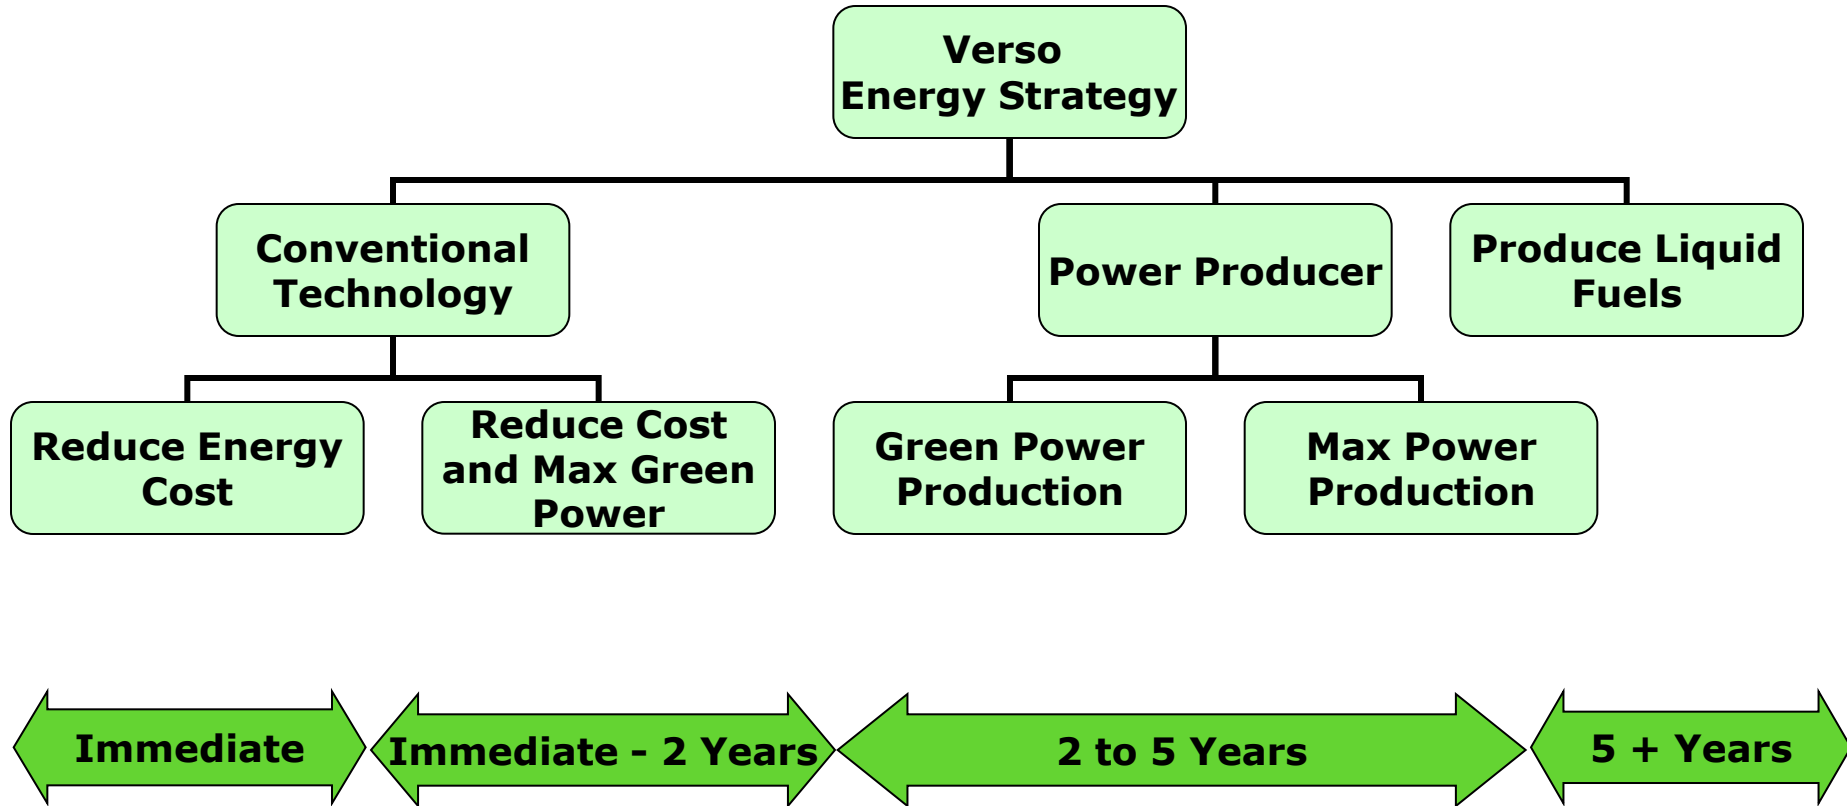 Verso
Energy Strategy
Conventional
Technology
Power Producer
Produce Liquid
Fuels
Reduce Energy
Cost
Reduce Cost
and Max Green
Power
Green Power
Production
Max Power
Production
Immediate
Immediate - 2 Years
2 to 5 Years
5 + Years